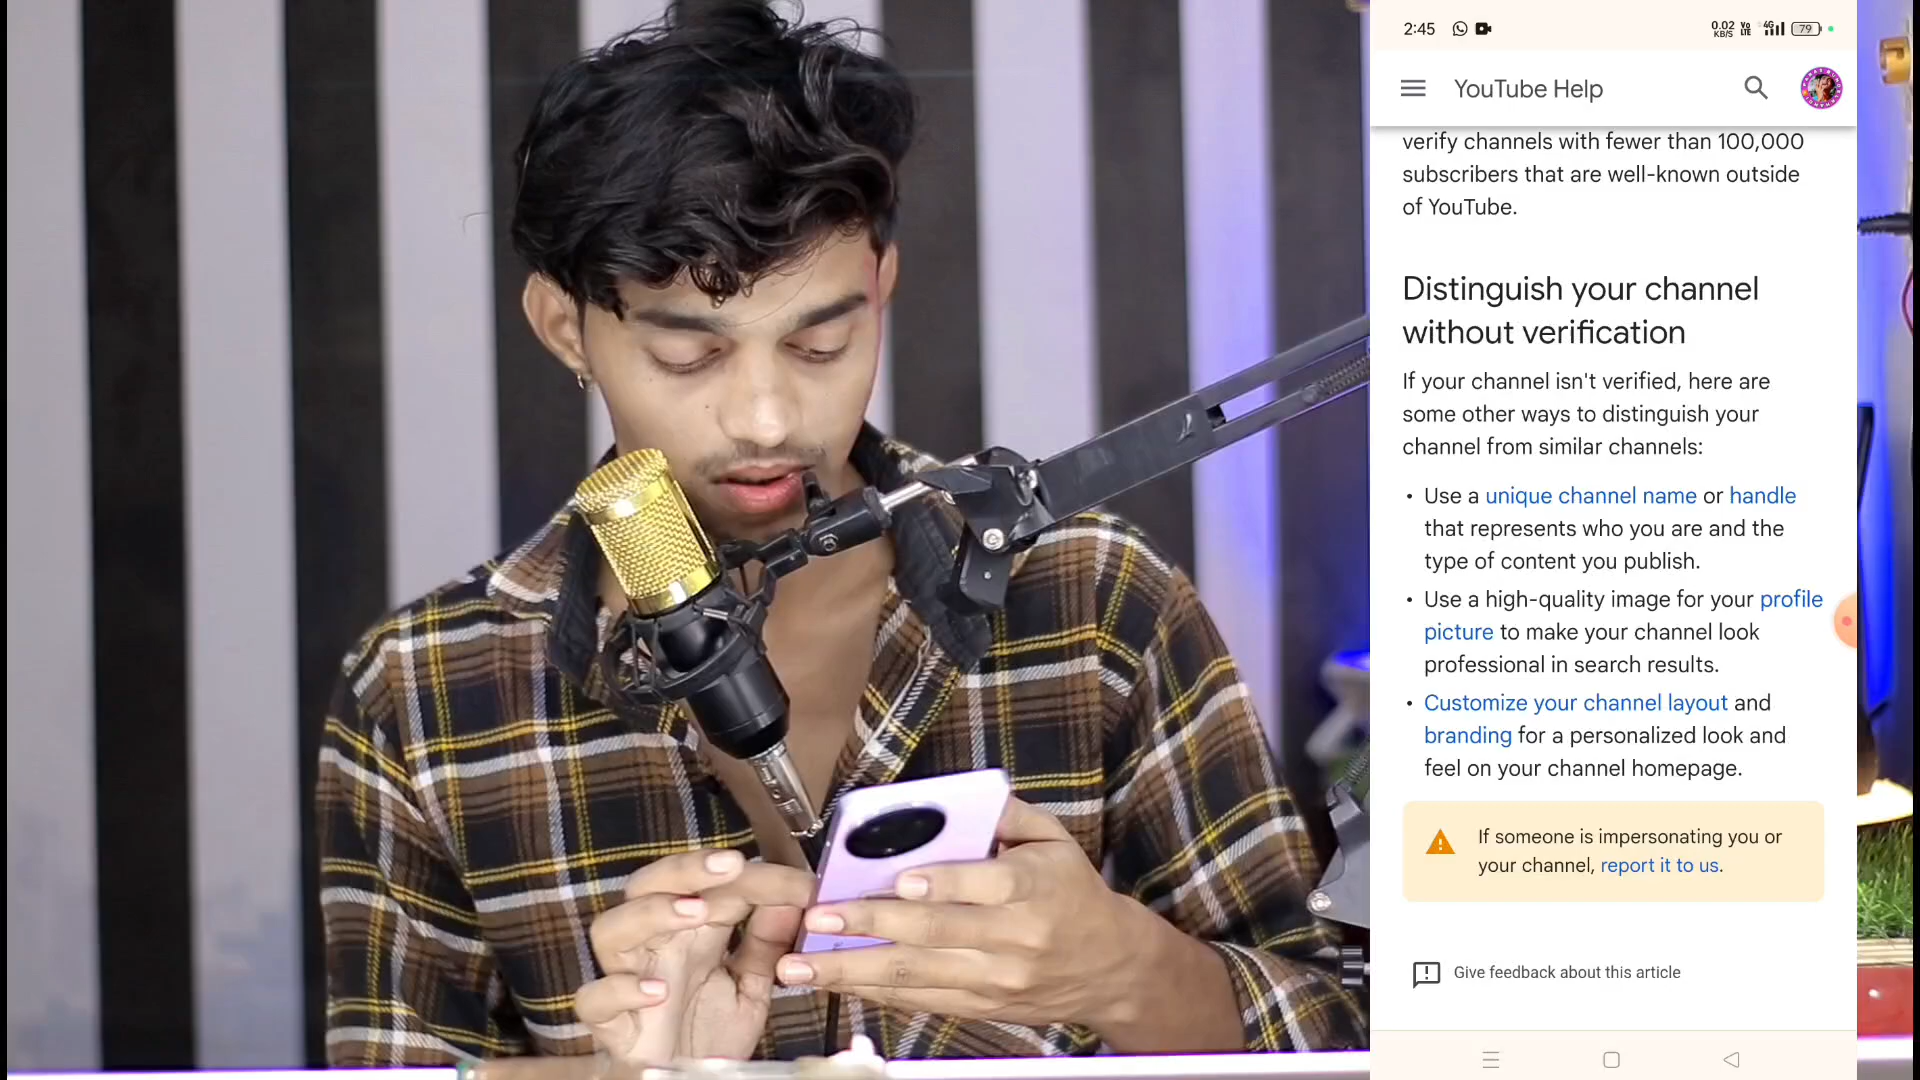 2:45
0.02
KB/S
Vo
LTE
4G
79
YouTube Help
verify channels with fewer than 100,000
subscribers that are well-known outside
of YouTube.
Distinguish your channel
without verification
If your channel isn't verified, here are
some other ways to distinguish your
channel from similar channels:
• Use a unique channel name or handle
that represents who you are and the
type of content you publish.
• Use a high-quality image for your profile
picture to make your channel look
professional in search results.
• Customize your channel layout and
branding for a personalized look and
feel on your channel homepage.
If someone is impersonating you or
your channel, report it to us.
Give feedback about this article